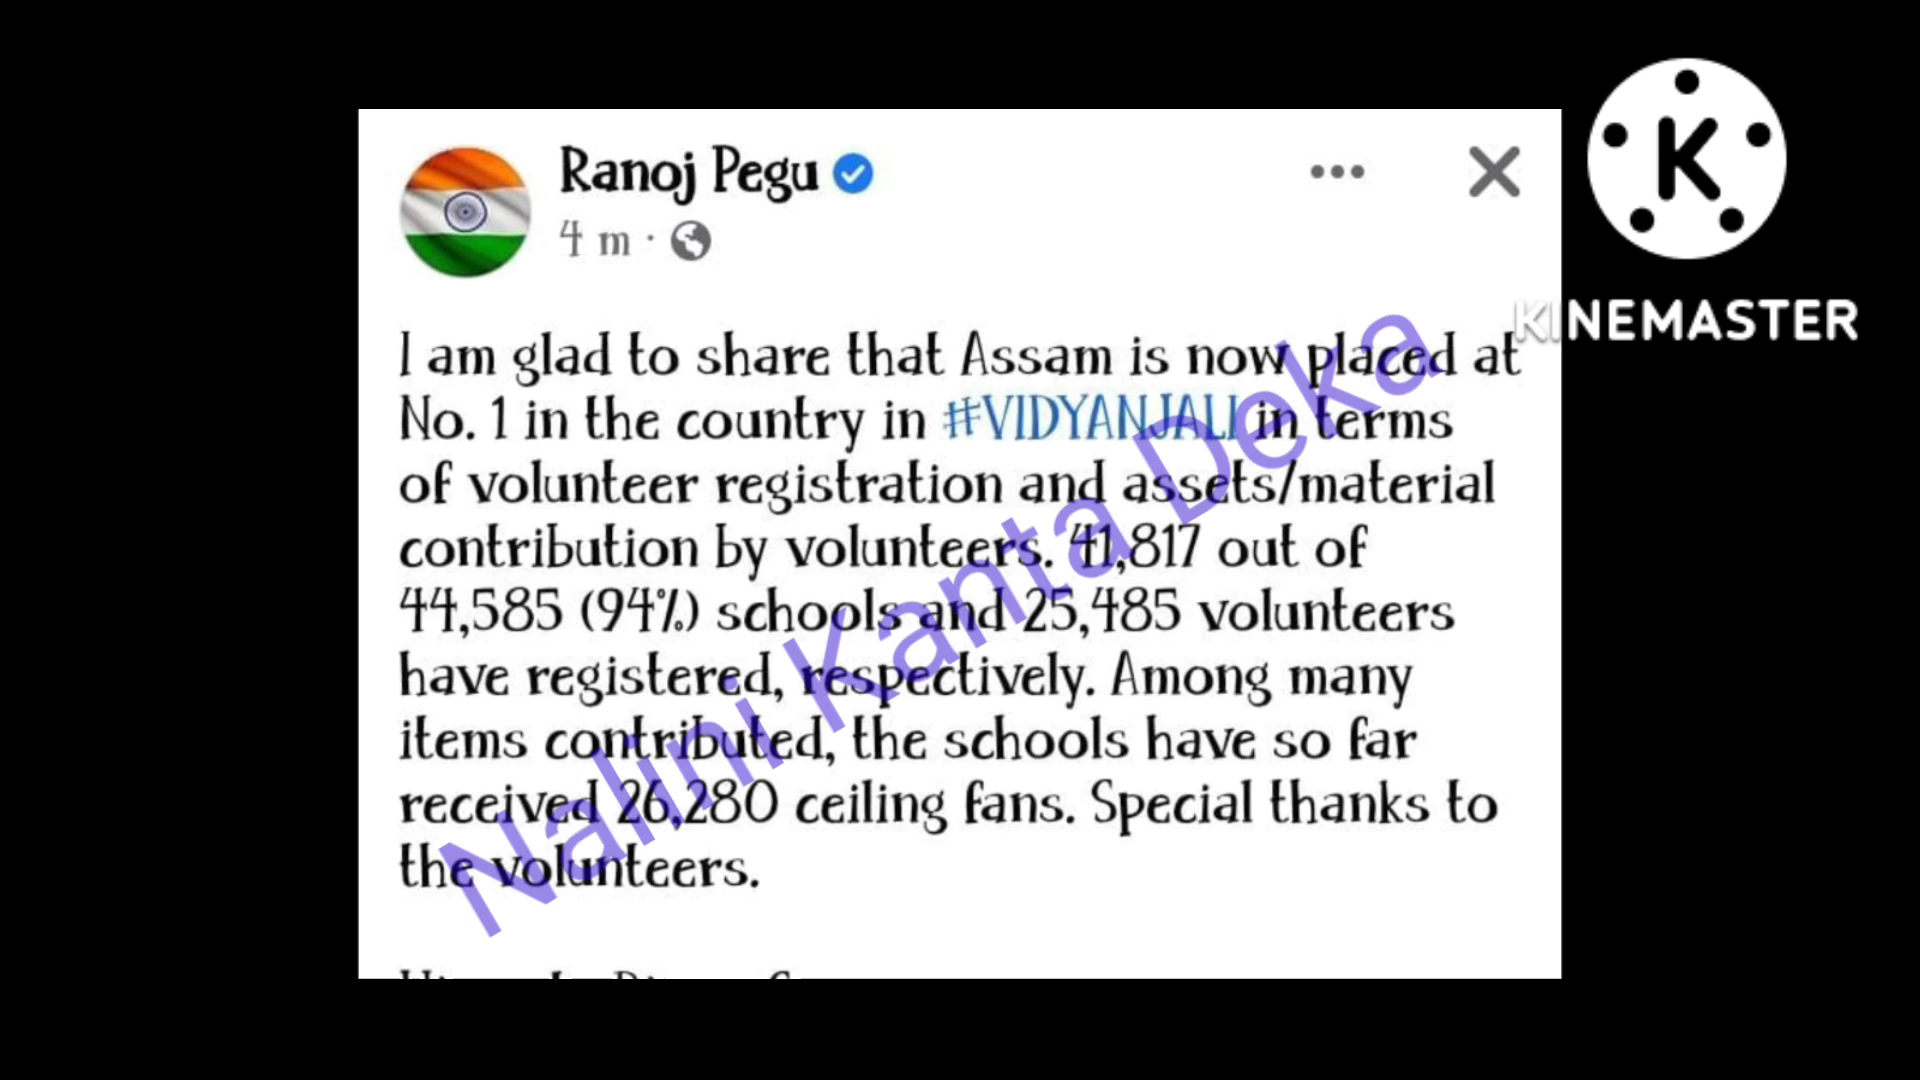 Ranoj Pegu
4 m ·
I am glad to share that Assam is now placed at
No. 1 in the country in #VIDYANJALI in terms
of volunteer registration and assets/material
contribution by volunteers. 41,817 out of
44,585 (94%) schools and 25,485 volunteers
have registered, respectively. Among many
items contributed, the schools have so far
received 26,280 ceiling fans. Special thanks to
the volunteers.
Nalini Kanta Deka
K
KINEMASTER